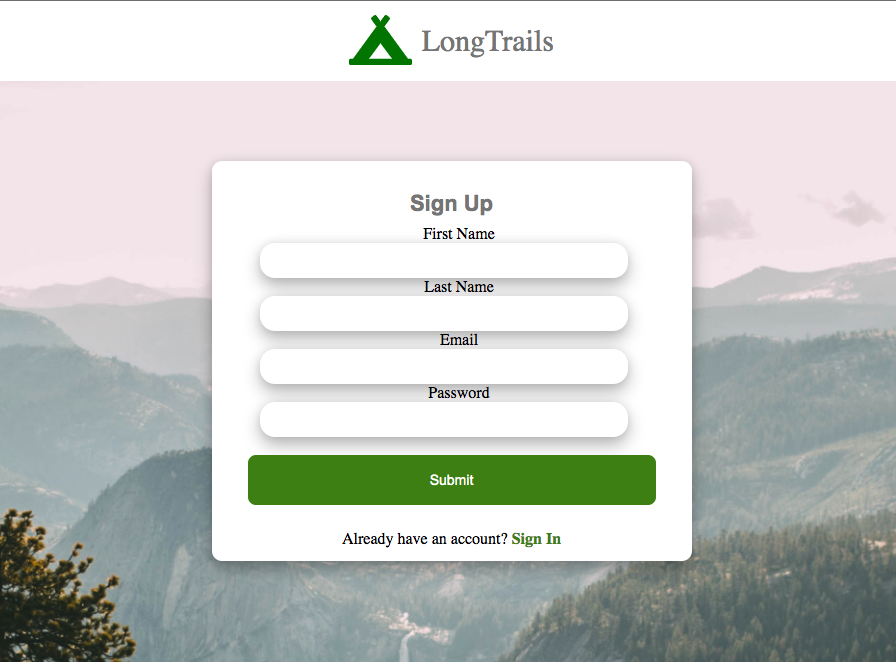 LongTrails
Sign Up
First Name
Last Name
Email
Password
Submit
Already have an account? Sign In